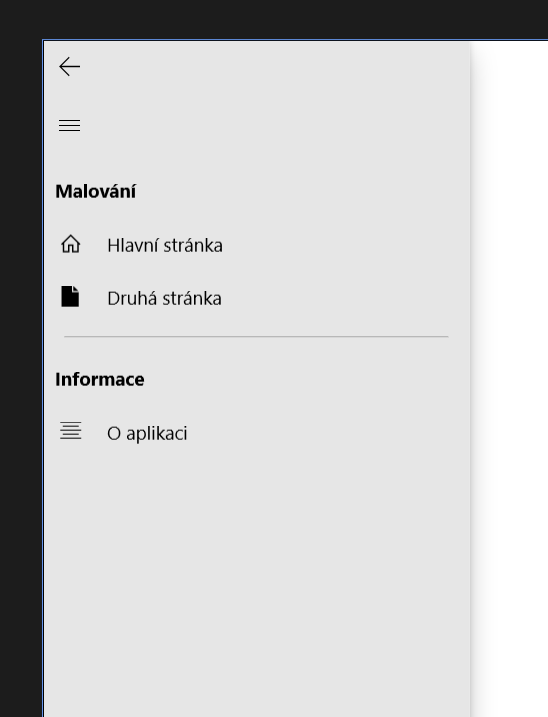 Malování
Hlavní stránka
Druhá stránka
Informace
O aplikaci